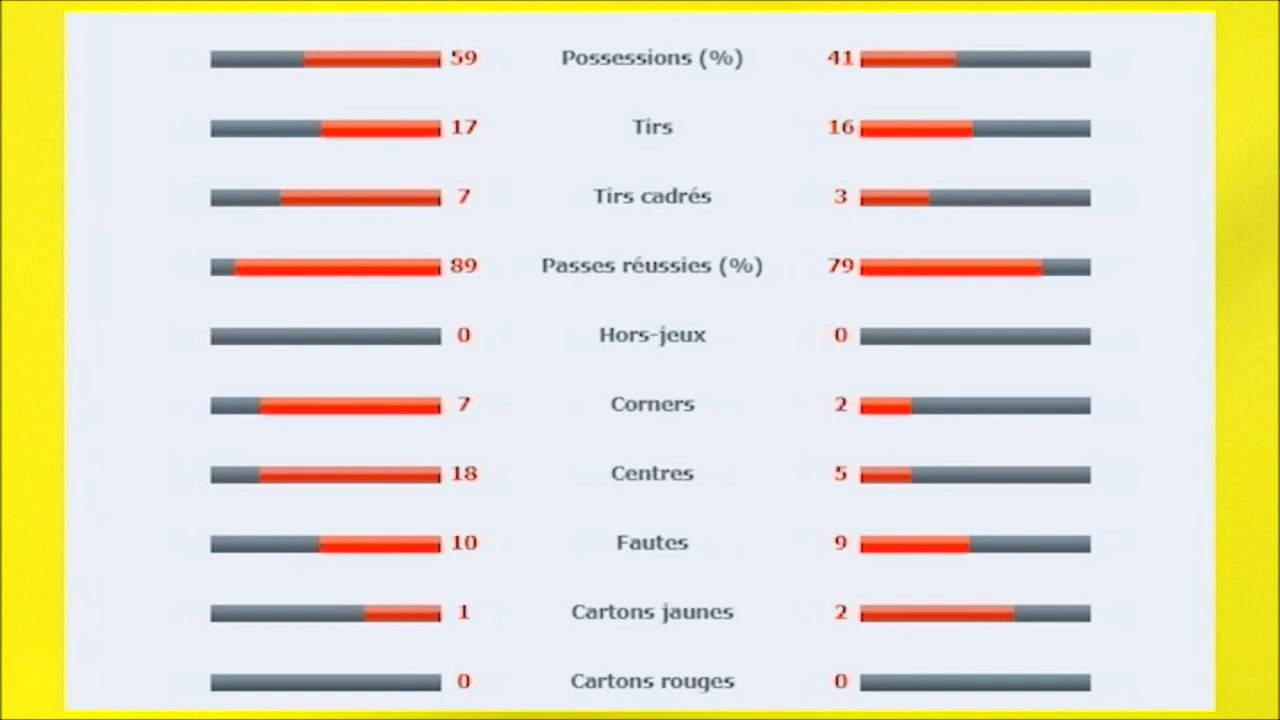 59 Possessions (%) 41
17 Tirs 16
7 Tirs cadrés 3
89 Passes réussies (%) 79
0 Hors-jeux 0
7 Corners 2
18 Centres 5
10 Fautes 9
1 Cartons jaunes 2
0 Cartons rouges 0